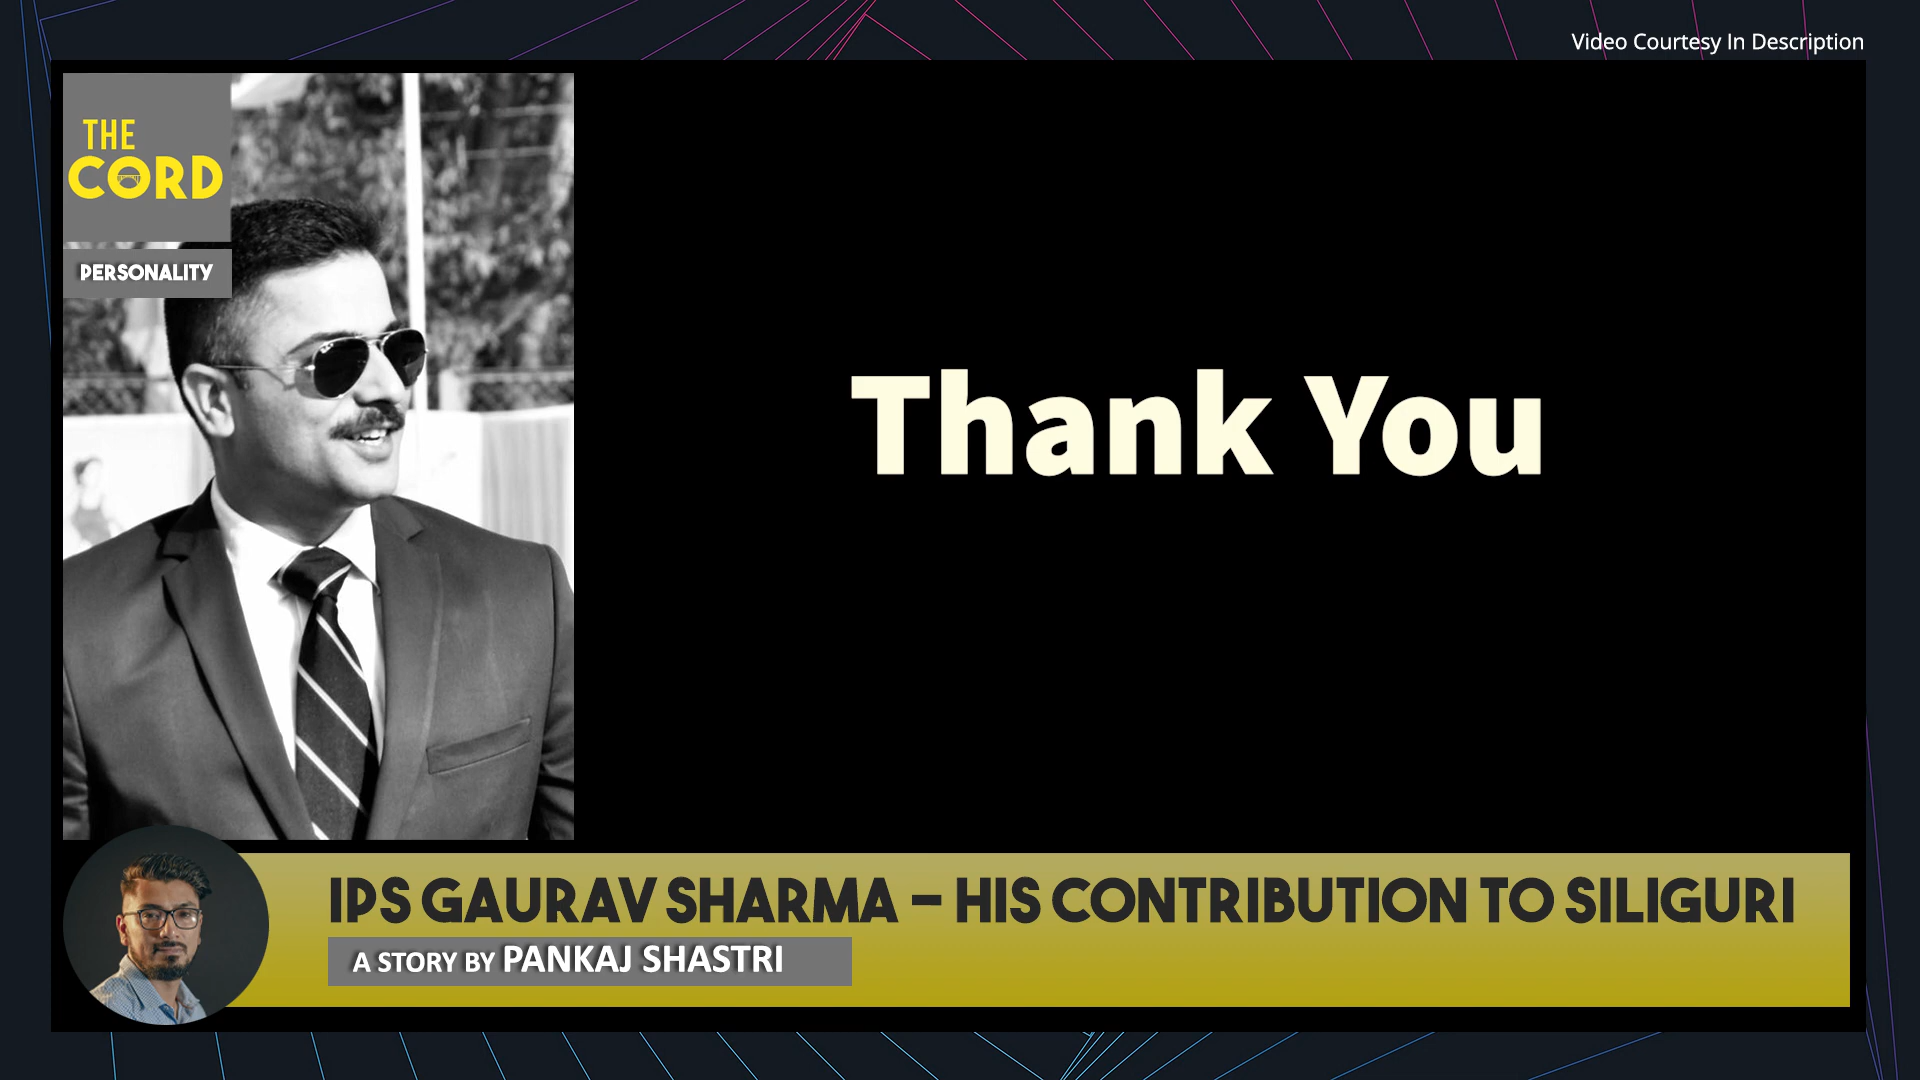 Video Courtesy In Description
THE
CORD
PERSONALITY
Thank You
IPS GAURAV SHARMA – HIS CONTRIBUTION TO SILIGURI
A STORY BY PANKAJ SHASTRI